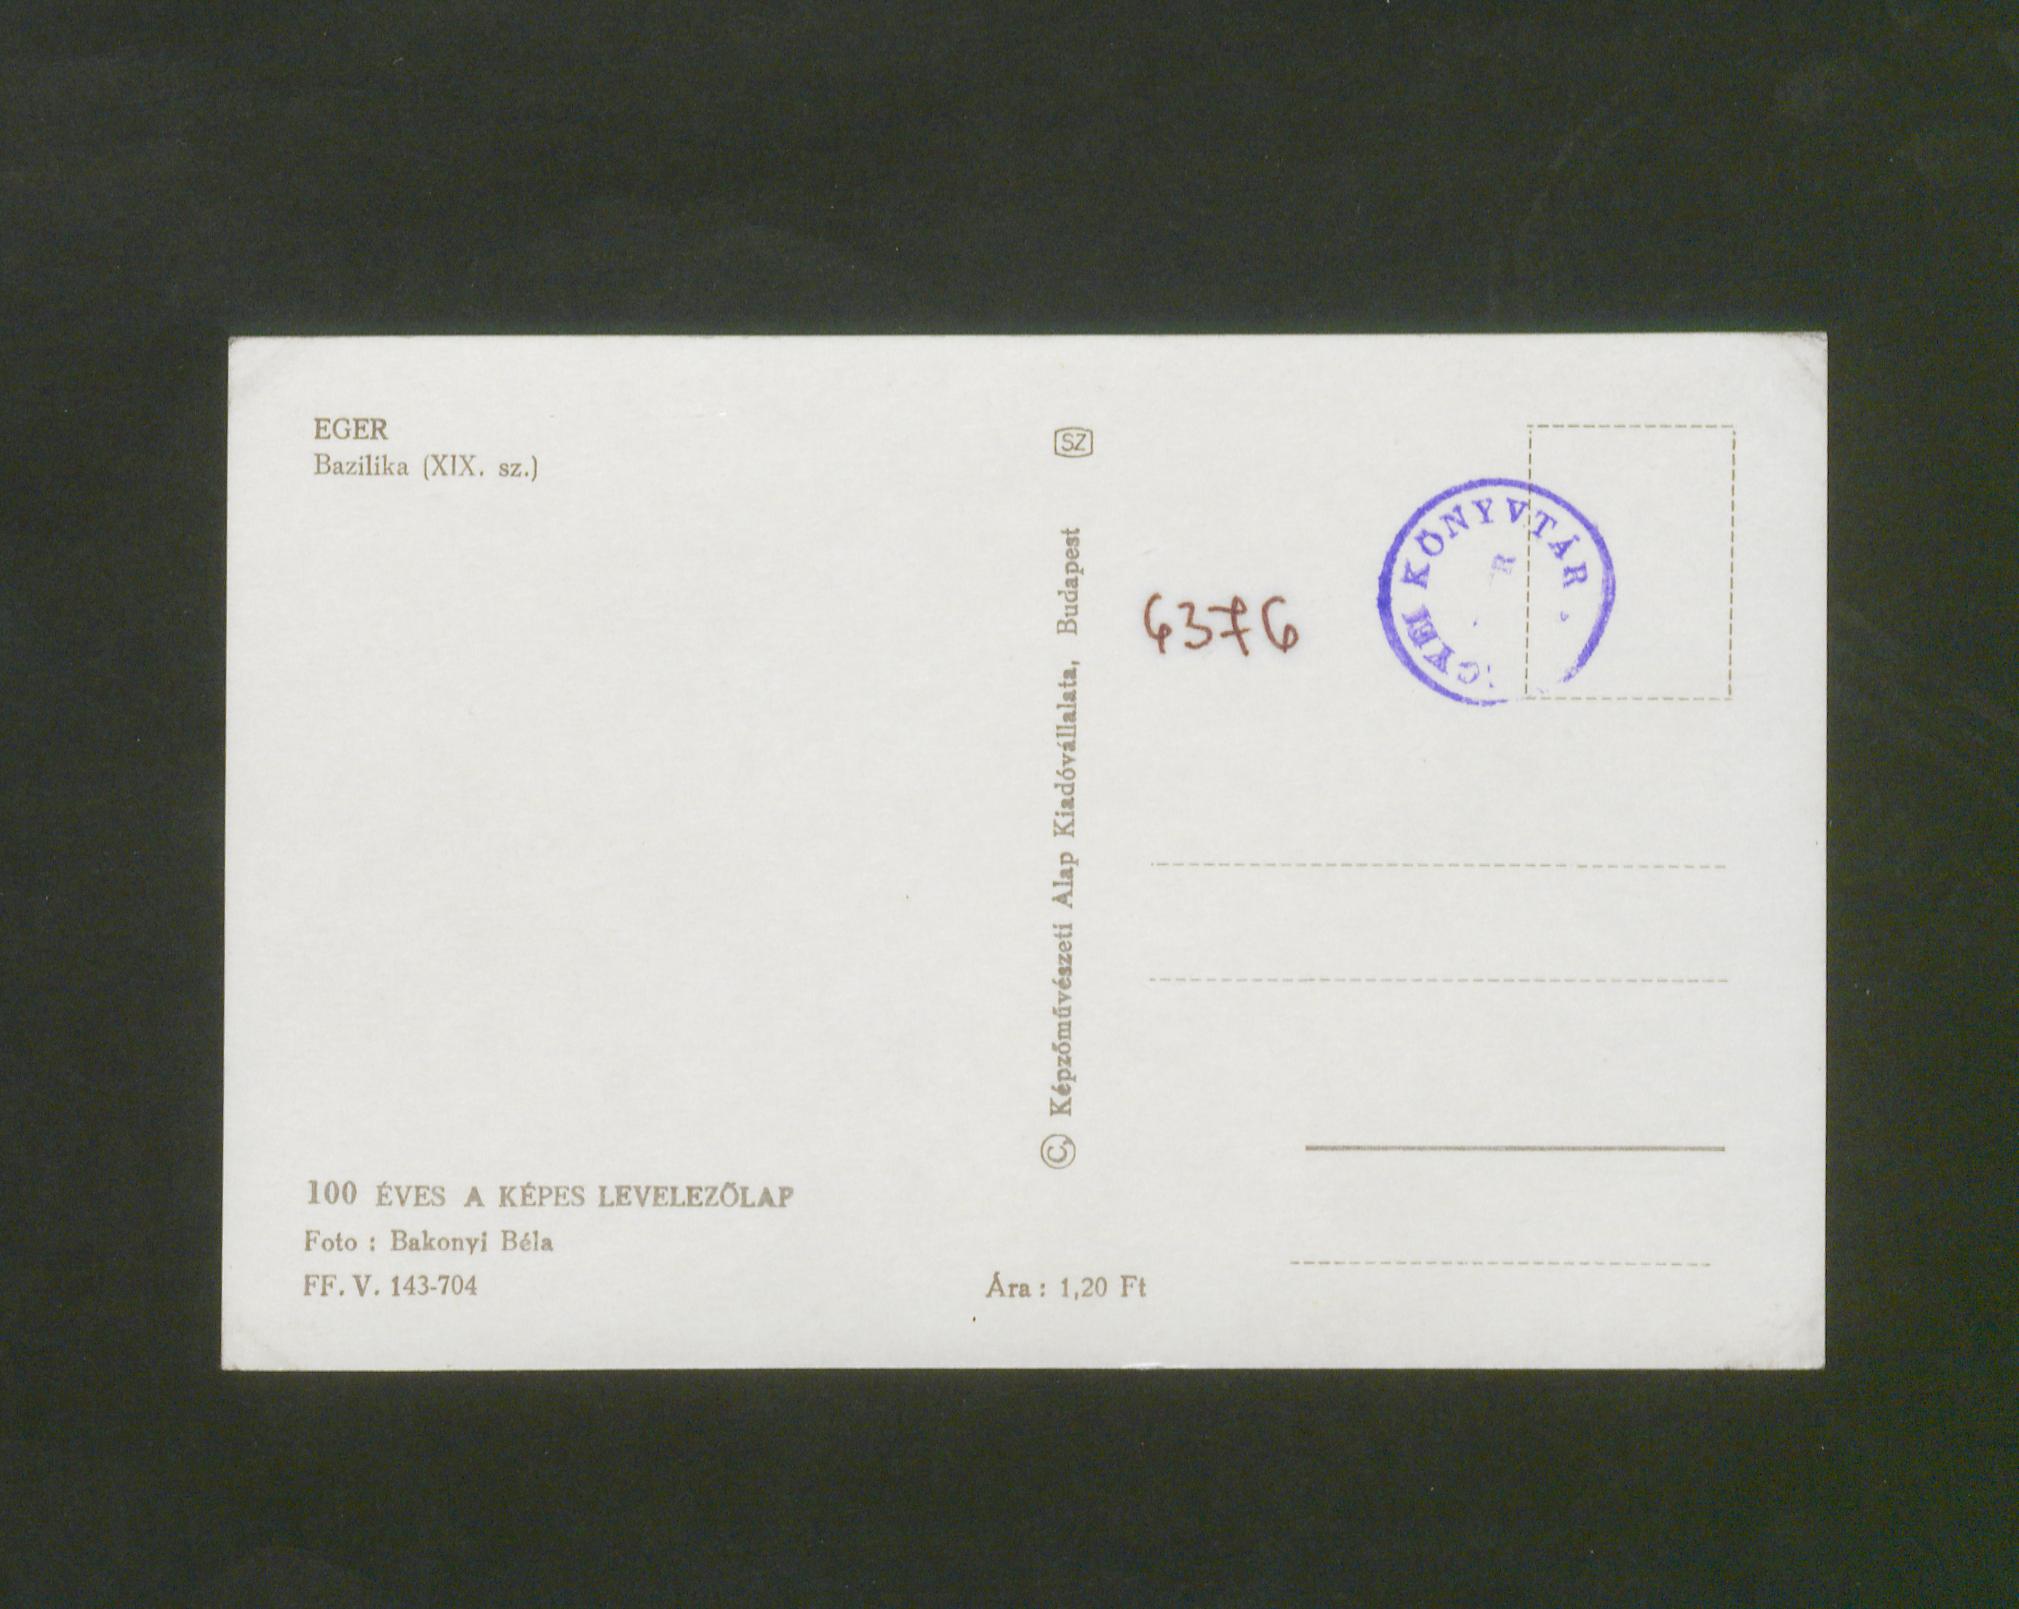 EGER
Bazilika (XIX. sz.)
SZ
© Képzőművészeti Alap Kiadóvállalata, Budapest
6376
KÖNYVTÁR
R
100 ÉVES A KÉPES LEVELEZŐLAP
Foto : Bakonyi Béla
FF. V. 143-704
Ára : 1,20 Ft